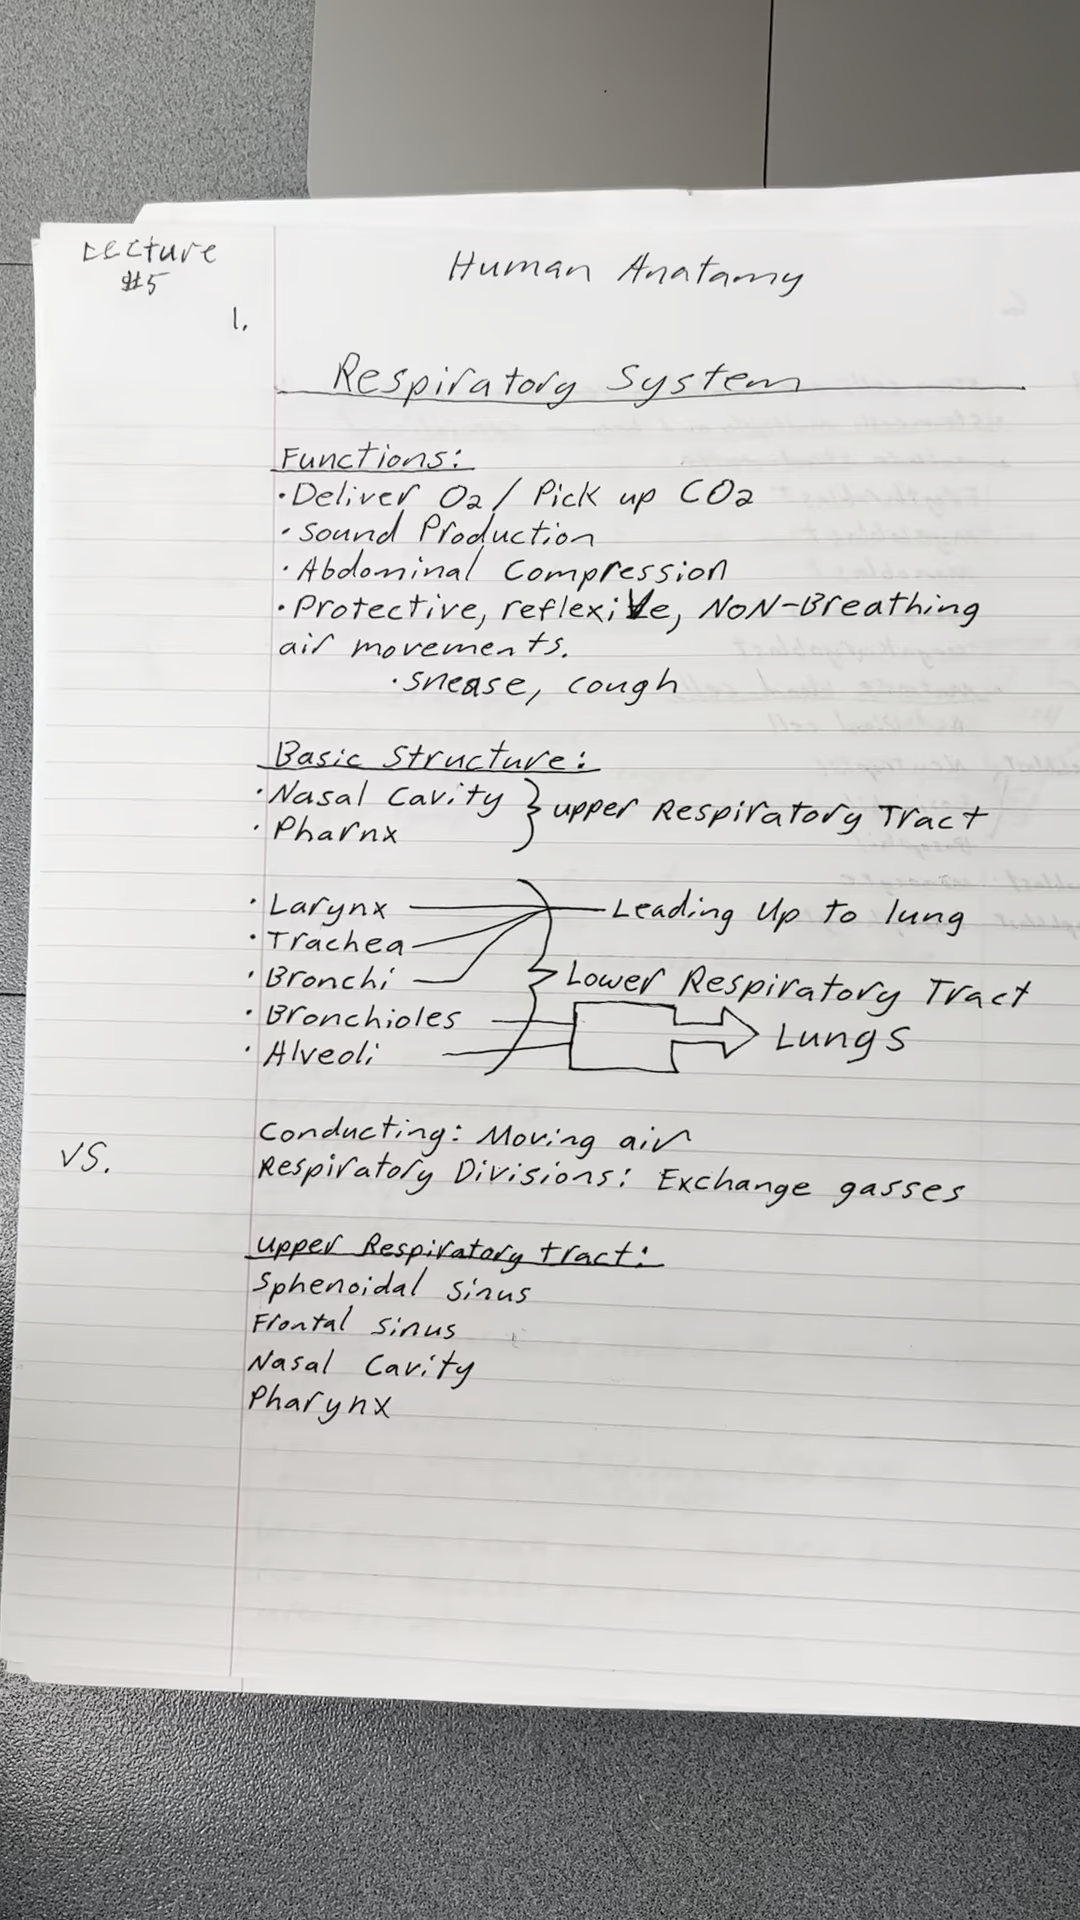 Lecture
#5
Human Anatamy
1.
Respiratory System
Functions:
• Deliver O2 / Pick up CO2
• Sound Production
• Abdominal Compression
• Protective, reflexive, NON-Breathing
air movements.
• snease, cough
Basic Structure:
• Nasal Cavity
• Pharnx
upper Respiratory Tract
• Larynx
Leading Up to lung
• Trachea
• Bronchi
Lower Respiratory Tract
• Bronchioles
• Alveoli
Lungs
Conducting: Moving air
vs.
Respiratory Divisions: Exchange gasses
upper Respiratory tract:
Sphenoidal sinus
Frontal sinus
Nasal Cavity
Pharynx